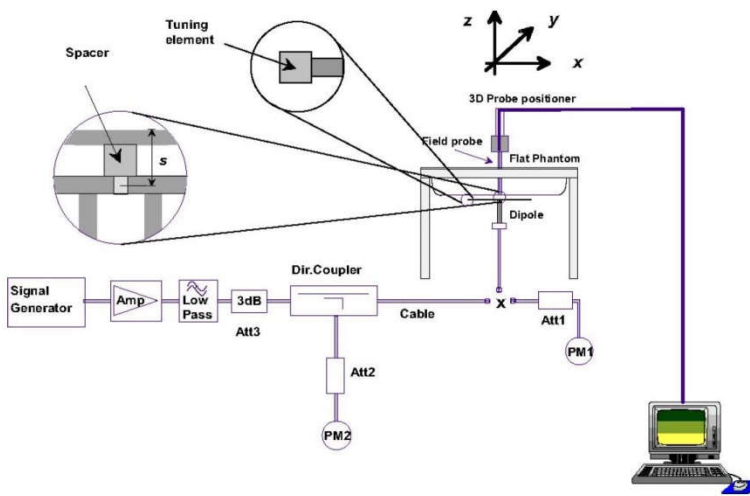 Tuning
element
Spacer
s
z
y
x
3D Probe positioner
Field probe
Flat Phantom
Dipole
Signal
Generator
Amp
Low
Pass
3dB
Att3
Dir.Coupler
Cable
x
Att1
PM1
Att2
PM2